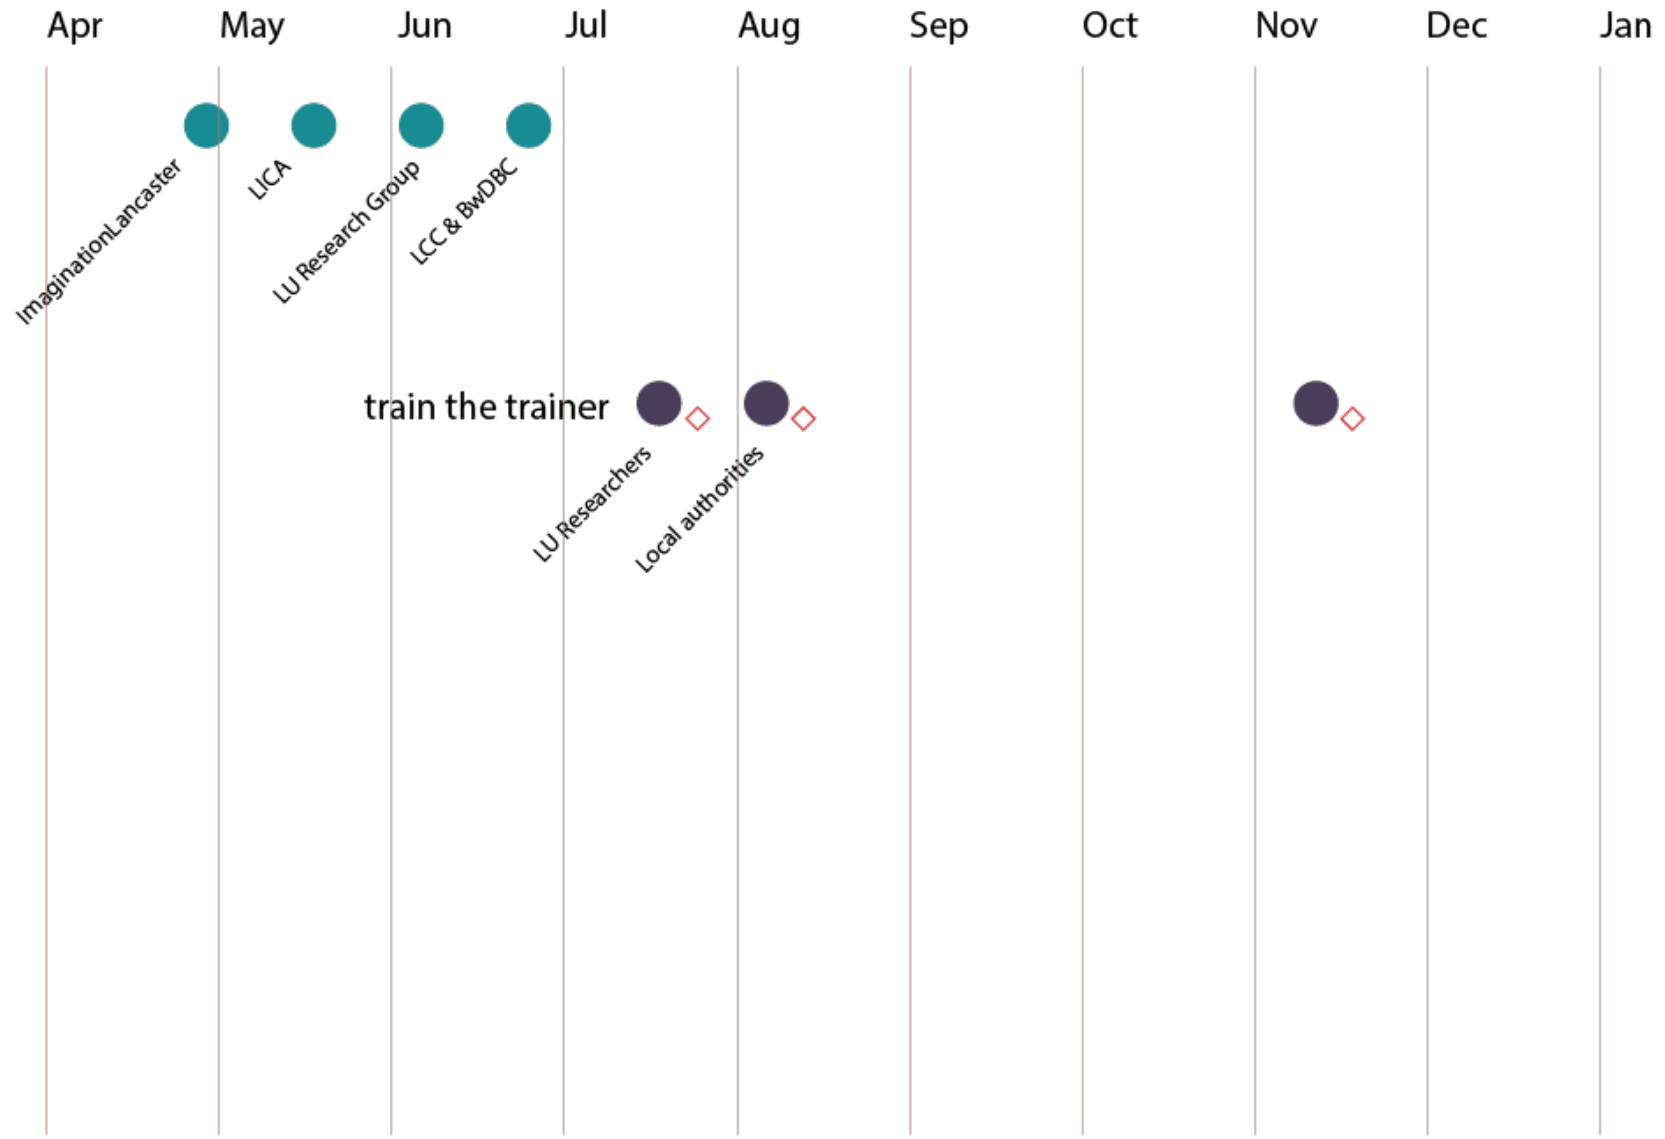 Apr May Jun Jul Aug Sep Oct Nov Dec Jan
ImaginationLancaster
LICA
LU Research Group
LCC & BwDBC
train the trainer
LU Researchers
Local authorities